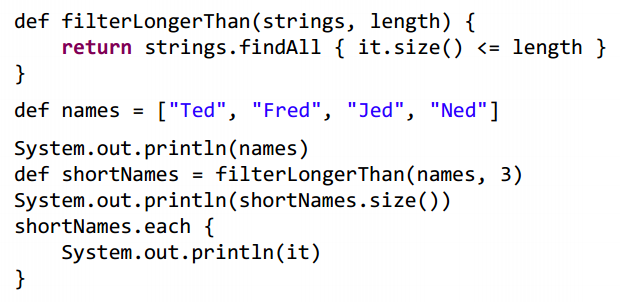 def filterLongerThan(strings, length) {
    return strings.findAll { it.size() <= length }
}
def names = ["Ted", "Fred", "Jed", "Ned"]
System.out.println(names)
def shortNames = filterLongerThan(names, 3)
System.out.println(shortNames.size())
shortNames.each {
    System.out.println(it)
}